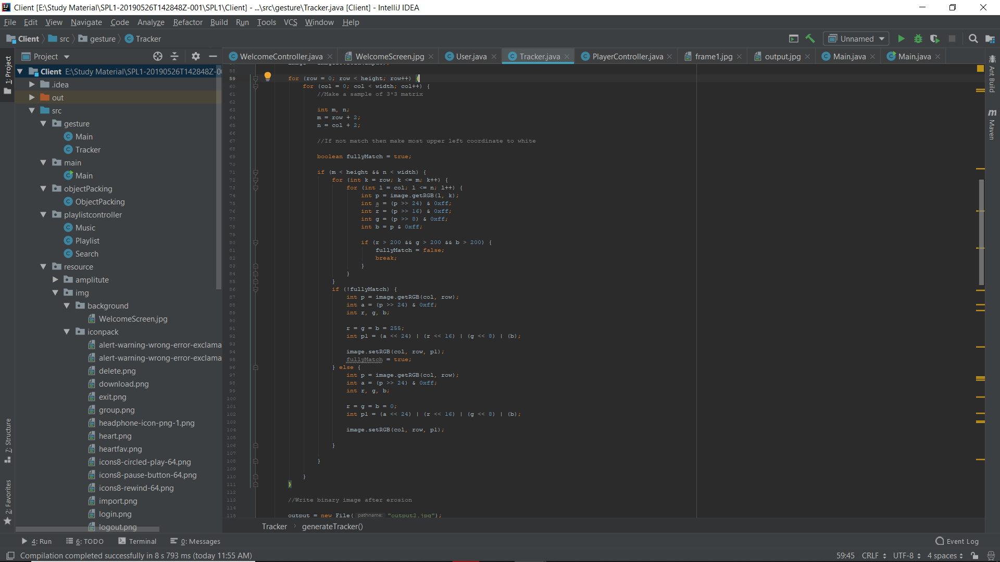 Client [E:\Study Material\SPL1-20190526T142848Z-001\SPL1\Client] - ...\src\gesture\Tracker.java [Client] - IntelliJ IDEA
File Edit View Navigate Code Analyze Refactor Build Run Tools VCS Window Help
Client src gesture Tracker
Unnamed
Project
WelcomeController.java WelcomeScreen.jpg User.java Tracker.java PlayerController.java frame1.jpg output.jpg Main.java Main.java
1: Project
7: Structure
2: Favorites
Client E:\Study Material\SPL1-20190526T142848Z-0
.idea
out
src
gesture
Main
Tracker
main
Main
objectPacking
ObjectPacking
playlistcontroller
Music
Playlist
Search
resource
amplitute
img
background
WelcomeScreen.jpg
iconpack
alert-warning-wrong-error-exclama
alert-warning-wrong-error-exclama
delete.png
download.png
exit.png
group.png
headphone-icon-png-1.png
heart.png
heartfav.png
icons8-circled-play-64.png
icons8-pause-button-64.png
icons8-rewind-64.png
import.png
login.png
logout.png
58
59 for (row = 0; row < height; row++) {
60 for (col = 0; col < width; col++) {
61 //Make a sample of 3*3 matrix
62
63 int m, n;
64 m = row + 2;
65 n = col + 2;
66
67 //If not match then make most upper left coordinate to white
68
69 boolean fullyMatch = true;
70
71 if (m < height && n < width) {
72 for (int k = row; k <= m; k++) {
73 for (int l = col; l <= n; l++) {
74 int p = image.getRGB(l, k);
75 int a = (p >> 24) & 0xff;
76 int r = (p >> 16) & 0xff;
77 int g = (p >> 8) & 0xff;
78 int b = p & 0xff;
79
80 if (r > 200 && g > 200 && b > 200) {
81 fullyMatch = false;
82 break;
83 }
84 }
85 }
86 if (!fullyMatch) {
87 int p = image.getRGB(col, row);
88 int a = (p >> 24) & 0xff;
89 int r, g, b;
90
91 r = g = b = 255;
92 int p1 = (a << 24) | (r << 16) | (g << 8) | (b);
93
94 image.setRGB(col, row, p1);
95 fullyMatch = true;
96 } else {
97 int p = image.getRGB(col, row);
98 int a = (p >> 24) & 0xff;
99 int r, g, b;
100
101 r = g = b = 0;
102 int p1 = (a << 24) | (r << 16) | (g << 8) | (b);
103
104 image.setRGB(col, row, p1);
105
106 }
107
108 }
109
110 }
111 }
112
113 //Write binary image after erosion
114
115 output = new File( pathname: "output2.jpg");
Tracker generateTracker()
Ant Build
m Maven
4: Run 6: TODO Terminal 0: Messages Event Log
Compilation completed successfully in 8 s 793 ms (today 11:55 AM) 59:45 CRLF UTF-8 4 spaces